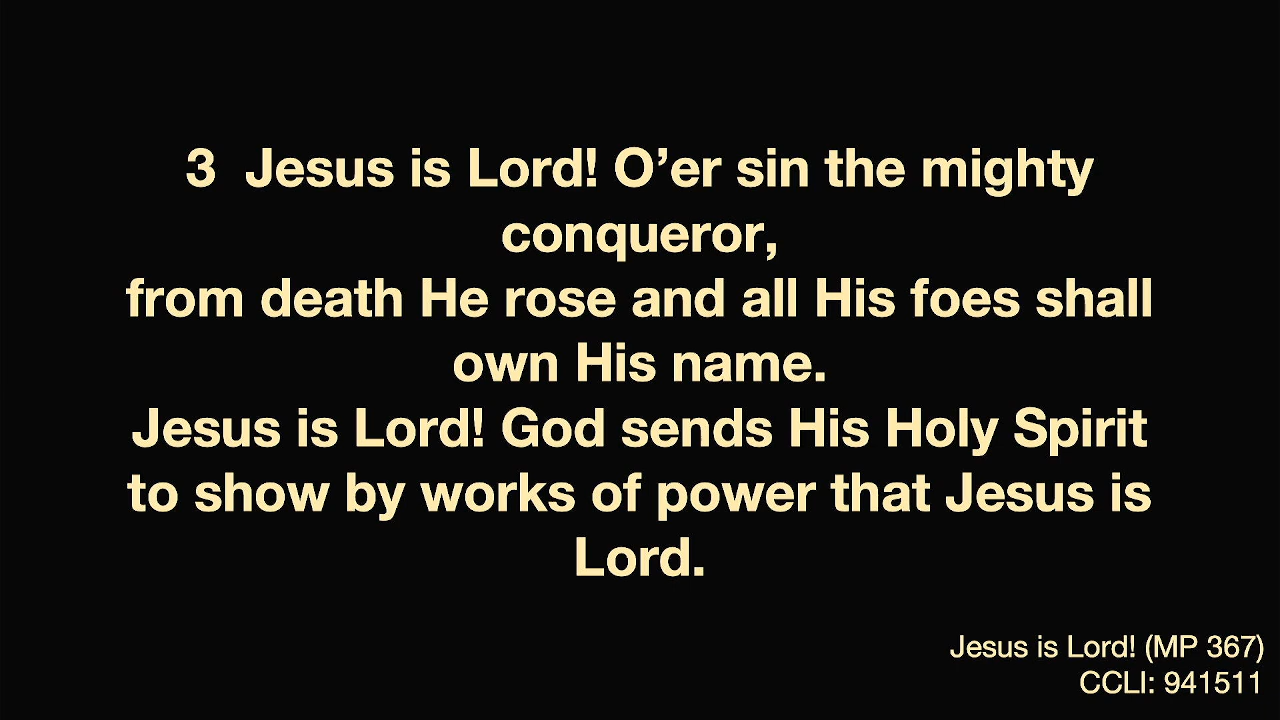 3  Jesus is Lord! O’er sin the mighty
conqueror,
from death He rose and all His foes shall
own His name.
Jesus is Lord! God sends His Holy Spirit
to show by works of power that Jesus is
Lord.
Jesus is Lord! (MP 367)
CCLI: 941511